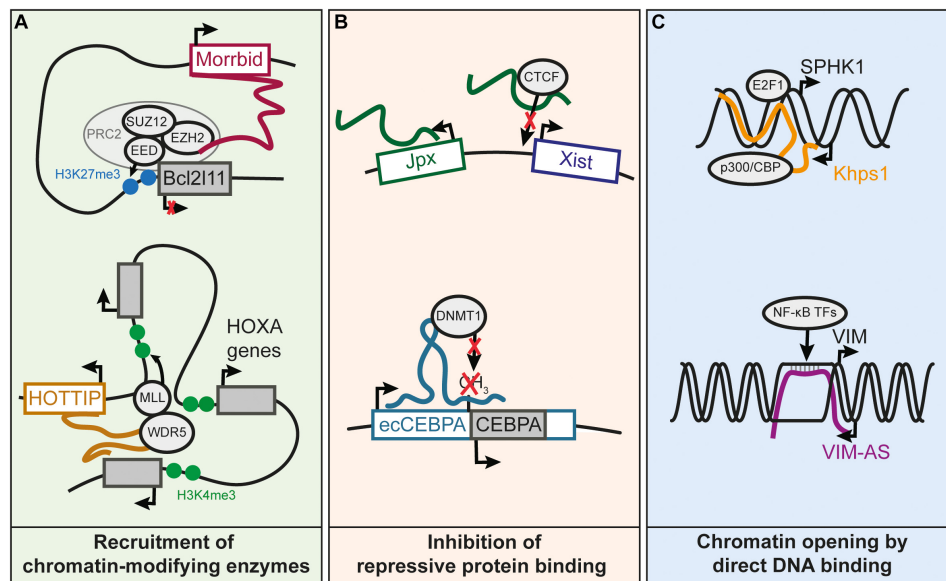 A
Morrbid
PRC2
SUZ12
EZH2
EED
H3K27me3
Bcl2l11
HOXA
genes
HOTTIP
MLL
WDR5
H3K4me3
Recruitment of
chromatin-modifying enzymes
B
CTCF
Jpx
Xist
DNMT1
CH3
ecCEBPA
CEBPA
Inhibition of
repressive protein binding
C
SPHK1
E2F1
p300/CBP
Khps1
NF-κB TFs
VIM
VIM-AS
Chromatin opening by
direct DNA binding